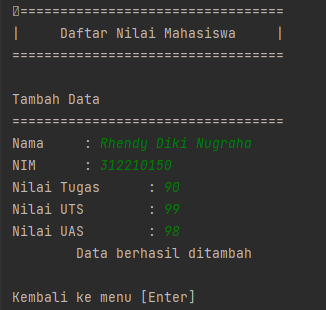 ==================================
|     Daftar Nilai Mahasiswa     |
==================================
Tambah Data
==================================
Nama     : Rhendy Diki Nugraha
NIM      : 312210150
Nilai Tugas      : 90
Nilai UTS        : 99
Nilai UAS        : 98
        Data berhasil ditambah
Kembali ke menu [Enter]